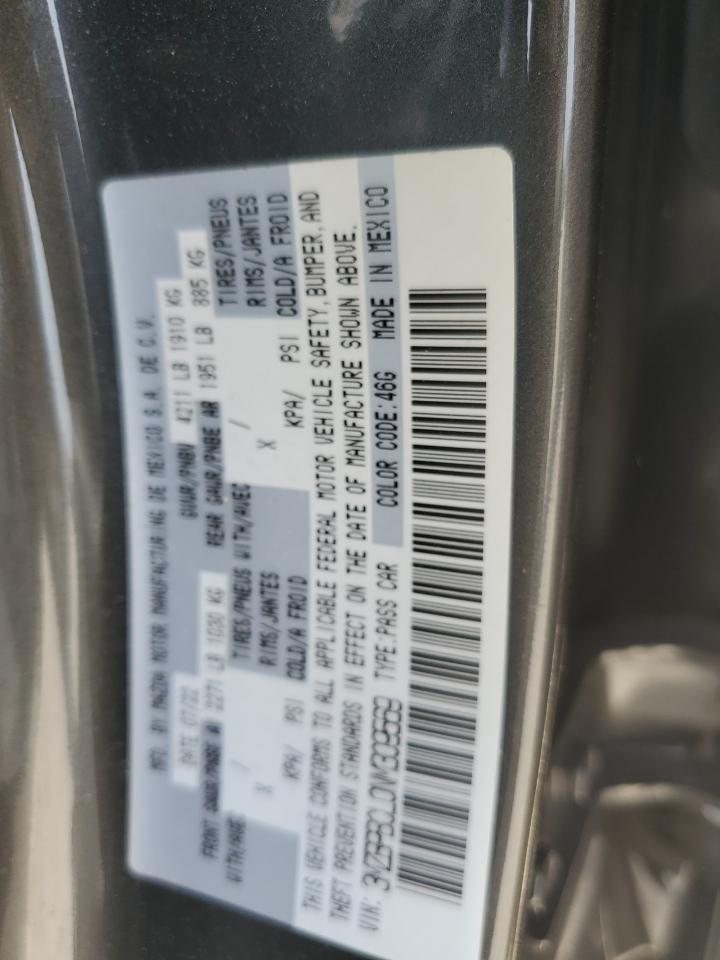 MFD. BY MAZDA MOTOR MANUFACTUR ING DE MEXICO S.A. DE C.V.
DATE 07/22 GVWR/PNBV 4211 LB 1910 KG
FRONT GAWR/PNBE A 2271 LB 1030 KG REAR GAWR/PNBE AR 1951 LB 885 KG
WITH/AVEC / TIRES/PNEUS WITH/AVEC / TIRES/PNEUS
X RIMS/JANTES X RIMS/JANTES
KPA/ PSI COLD/A FROID KPA/ PSI COLD/A FROID
THIS VEHICLE CONFORMS TO ALL APPLICABLE FEDERAL MOTOR VEHICLE SAFETY, BUMPER, AND
THEFT PREVENTION STANDARDS IN EFFECT ON THE DATE OF MANUFACTURE SHOWN ABOVE.
VIN: TYPE:PASS CAR COLOR CODE:46G MADE IN MEXICO